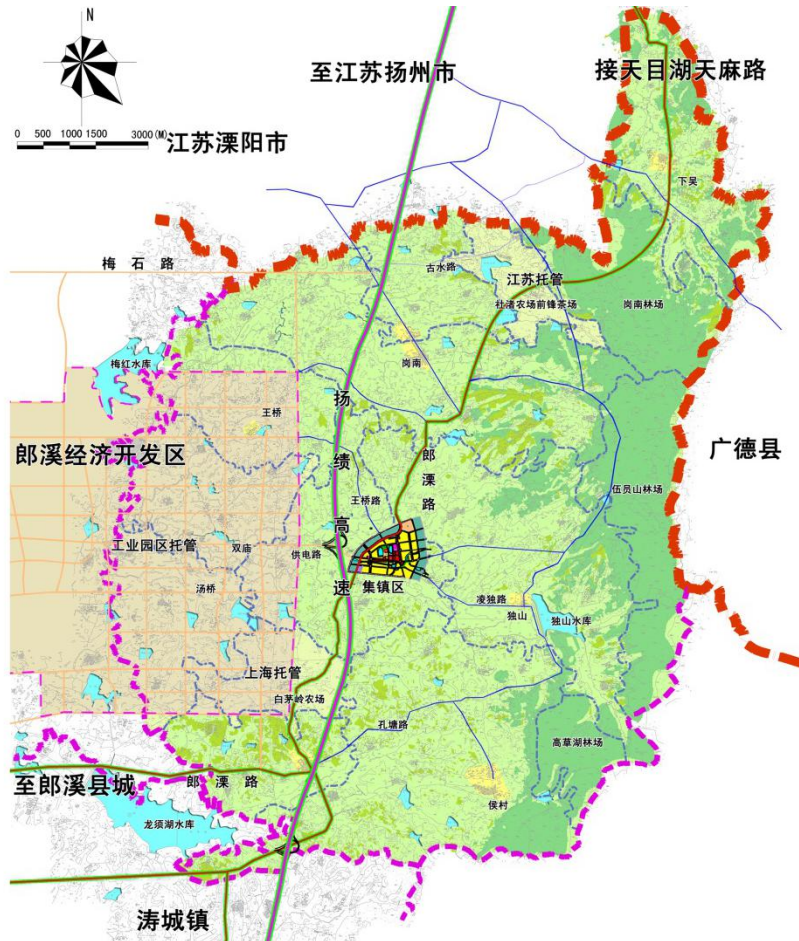 N
至江苏扬州市
接天目湖天麻路
0 500 1000 1500 3000(M)
江苏溧阳市
下吴
梅石路
古水路
江苏托管
社渚农场前锋茶场
岗南林场
梅红水库
岗南
王桥
扬绩高速
郎溪经济开发区
郎溧路
广德县
伍员山林场
王桥路
工业园区托管
双庙
供电路
汤桥
集镇区
凌独路
独山
独山水库
上海托管
白茅岭农场
孔塘路
高草湖林场
至郎溪县城
郎溧路
侯村
龙须湖水库
涛城镇